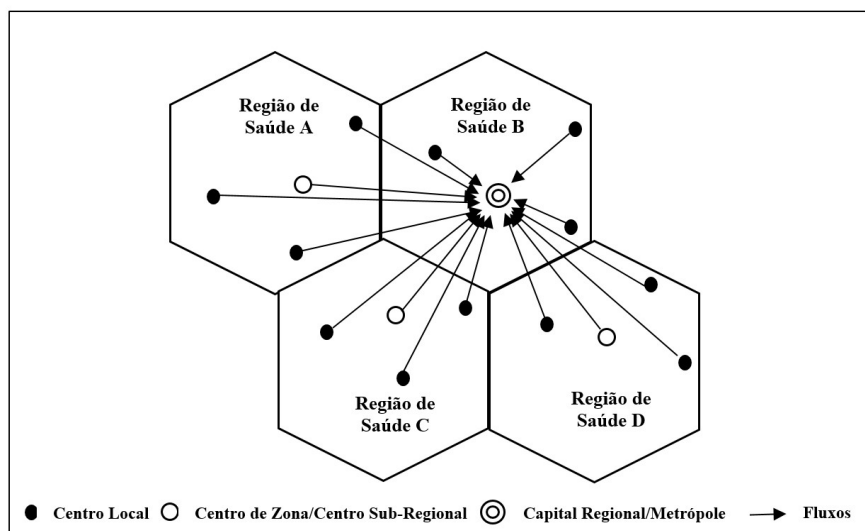 Região de
Saúde A
Região de
Saúde B
Região de
Saúde C
Região de
Saúde D
Centro Local
Centro de Zona/Centro Sub-Regional
Capital Regional/Metrópole
Fluxos